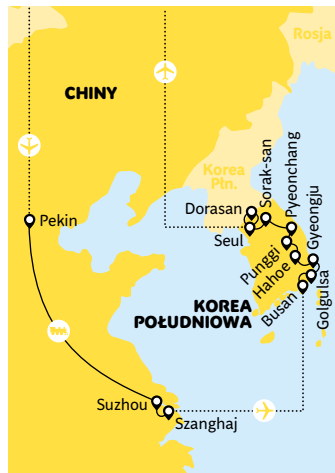 Rosja
CHINY
Korea
Płn.
Sorak-san
Pyeonchang
Gyeongju
Dorasan
Seul
Pekin
Punggi
Hahoe
Busan
Golgulsa
KOREA
POŁUDNIOWA
Suzhou
Szanghaj